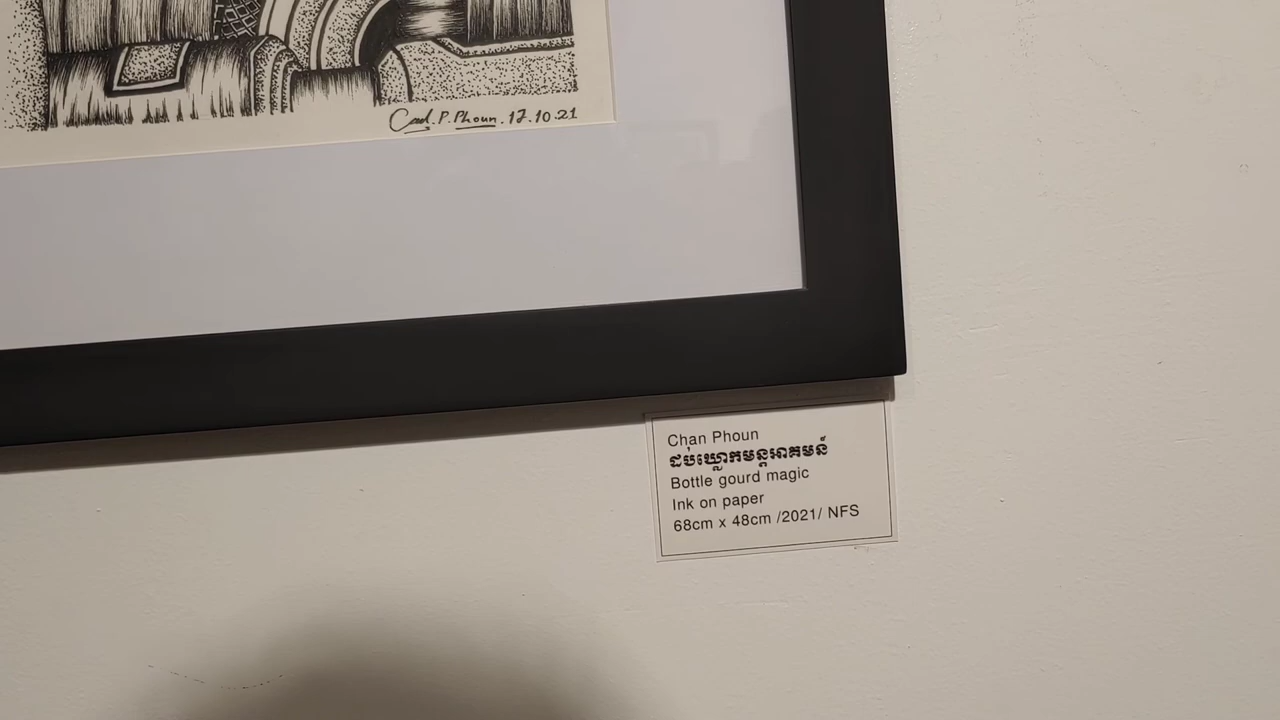 Cad.P.Phoun.17.10.21
Chan Phoun
ដបឃ្លោកមន្តអាគមន៍
Bottle gourd magic
Ink on paper
68cm x 48cm /2021/ NFS